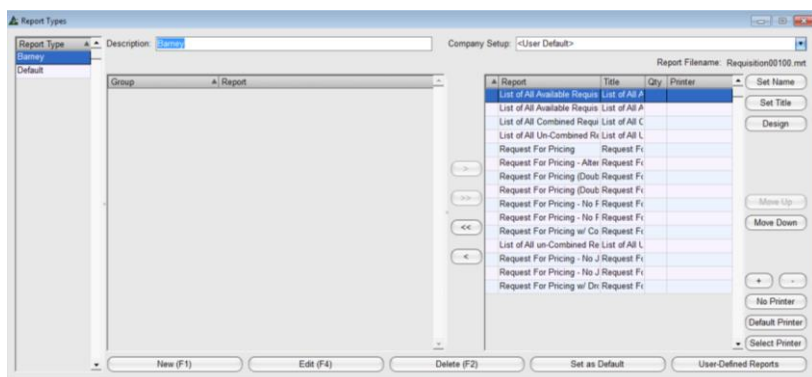 Report Types
Report Type
Barney
Default
Description: Barney
Company Setup: <User Default>
Report Filename: Requisition00100.mrt
Group Report
Report Title Qty Printer
List of All Available Requis List of All A
List of All Available Requis List of All A
List of All Combined Requi List of All C
List of All Un-Combined Re List of All U
Request For Pricing Request Fo
Request For Pricing - Alter Request Fo
Request For Pricing (Doub Request Fo
Request For Pricing (Doub Request Fo
Request For Pricing - No F Request Fo
Request For Pricing - No F Request Fo
Request For Pricing w/ Co Request Fo
List of All un-Combined Re List of All U
Request For Pricing - No J Request Fo
Request For Pricing - No J Request Fo
Request For Pricing w/ Dr Request Fo
>
>>
<<
<
Set Name
Set Title
Design
Move Up
Move Down
+ -
No Printer
Default Printer
Select Printer
New (F1) Edit (F4) Delete (F2) Set as Default User-Defined Reports